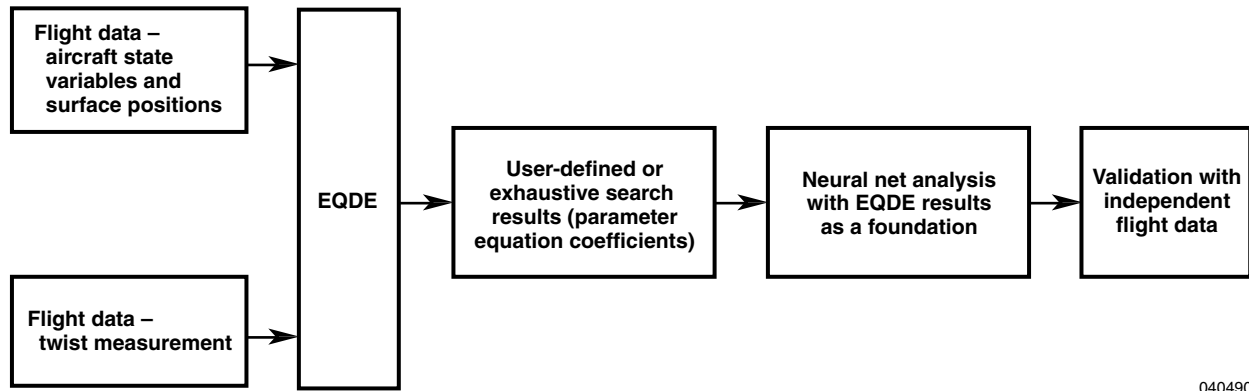 Flight data –
aircraft state
variables and
surface positions
Flight data –
twist measurement
EQDE
User-defined or
exhaustive search
results (parameter
equation coefficients)
Neural net analysis
with EQDE results
as a foundation
Validation with
independent
flight data
040490